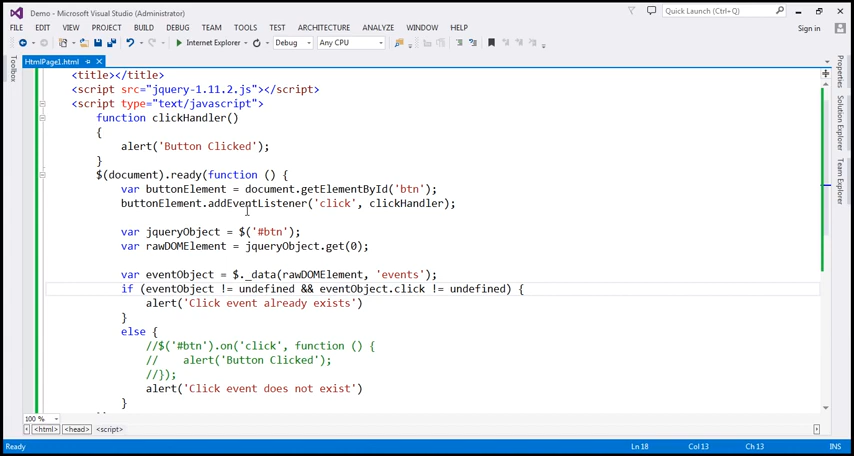 Demo - Microsoft Visual Studio (Administrator)
Quick Launch (Ctrl+Q)
FILE EDIT VIEW PROJECT BUILD DEBUG TEAM TOOLS TEST ARCHITECTURE ANALYZE WINDOW HELP
Sign in
Internet Explorer Debug Any CPU
HtmlPage1.html
Toolbox
Properties
Solution Explorer
Team Explorer
<title></title>
<script src="jquery-1.11.2.js"></script>
<script type="text/javascript">
function clickHandler()
{
alert('Button Clicked');
}
$(document).ready(function () {
var buttonElement = document.getElementById('btn');
buttonElement.addEventListener('click', clickHandler);
var jqueryObject = $('#btn');
var rawDOMElement = jqueryObject.get(0);
var eventObject = $._data(rawDOMElement, 'events');
if (eventObject != undefined && eventObject.click != undefined) {
alert('Click event already exists')
}
else {
//$('#btn').on('click', function () {
//    alert('Button Clicked');
//});
alert('Click event does not exist')
}
100 %
<html> <head> <script>
Ready Ln 18 Col 13 Ch 13 INS